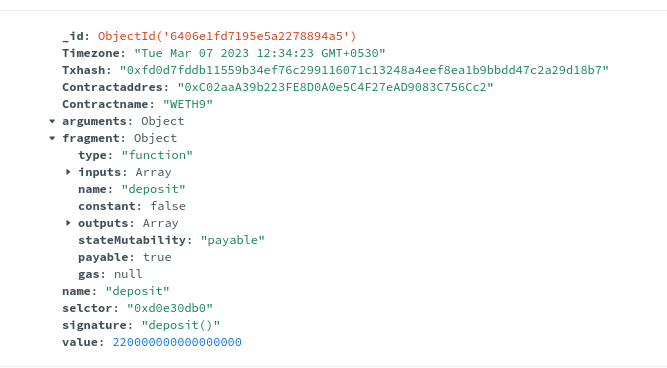 _id: ObjectId('6406e1fd7195e5a2278894a5')
Timezone: "Tue Mar 07 2023 12:34:23 GMT+0530"
Txhash: "0xfd0d7fddb11559b34ef76c299116071c13248a4eef8ea1b9bbdd47c2a29d18b7"
Contractaddres: "0xC02aaA39b223FE8D0A0e5C4F27eAD9083C756Cc2"
Contractname: "WETH9"
arguments: Object
fragment: Object
type: "function"
inputs: Array
name: "deposit"
constant: false
outputs: Array
stateMutability: "payable"
payable: true
gas: null
name: "deposit"
selctor: "0xd0e30db0"
signature: "deposit()"
value: 220000000000000000